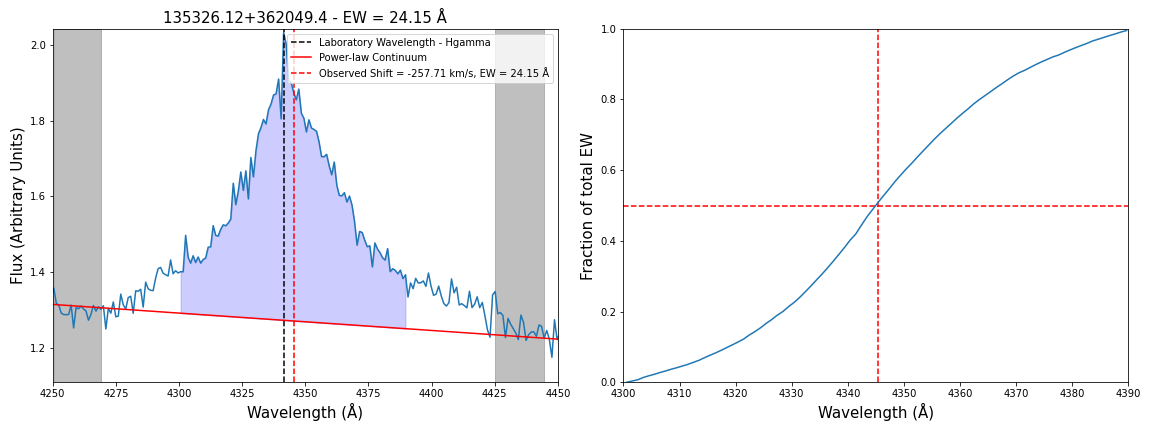 135326.12+362049.4 - EW = 24.15 Å
Laboratory Wavelength - Hgamma
Power-law Continuum
Observed Shift = -257.71 km/s, EW = 24.15 Å
Flux (Arbitrary Units)
2.0
1.8
1.6
1.4
1.2
4250 4275 4300 4325 4350 4375 4400 4425 4450
Wavelength (Å)
Fraction of total EW
1.0
0.8
0.6
0.4
0.2
0.0
4300 4310 4320 4330 4340 4350 4360 4370 4380 4390
Wavelength (Å)